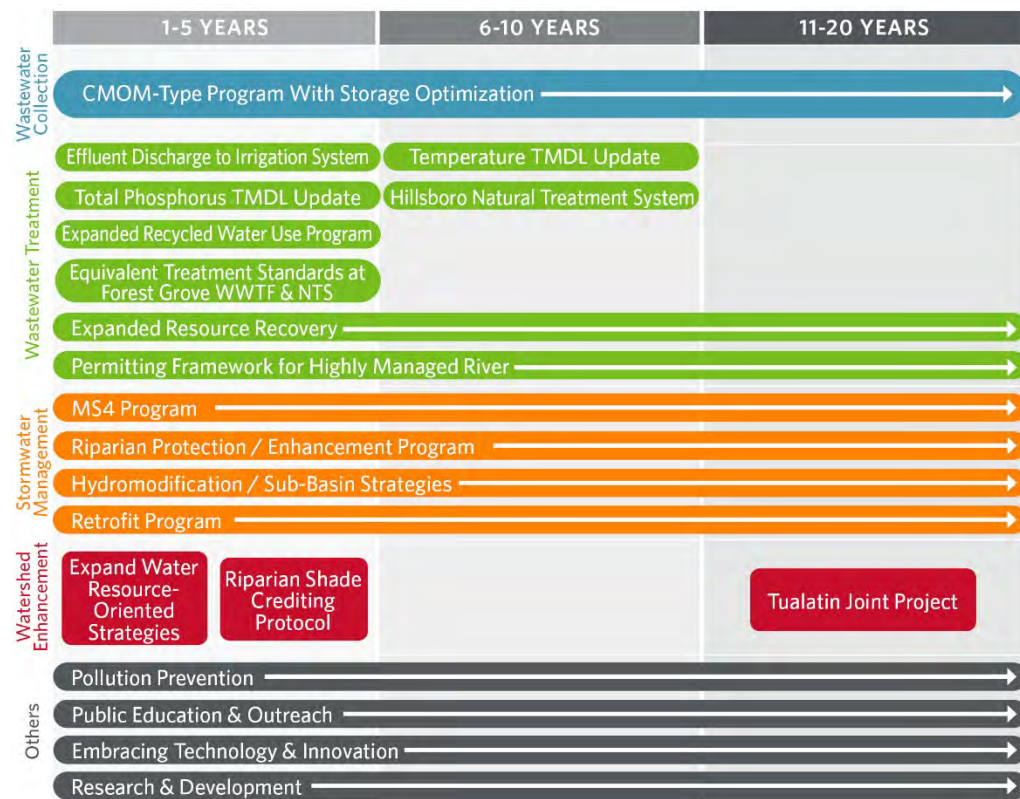 1-5 YEARS
6-10 YEARS
11-20 YEARS
Wastewater
Collection
CMOM-Type Program With Storage Optimization
Wastewater Treatment
Effluent Discharge to Irrigation System
Temperature TMDL Update
Total Phosphorus TMDL Update
Hillsboro Natural Treatment System
Expanded Recycled Water Use Program
Equivalent Treatment Standards at
Forest Grove WWTF & NTS
Expanded Resource Recovery
Permitting Framework for Highly Managed River
Stormwater
Management
MS4 Program
Riparian Protection / Enhancement Program
Hydromodification / Sub-Basin Strategies
Retrofit Program
Watershed
Enhancement
Expand Water
Resource-
Oriented
Strategies
Riparian Shade
Crediting
Protocol
Tualatin Joint Project
Others
Pollution Prevention
Public Education & Outreach
Embracing Technology & Innovation
Research & Development